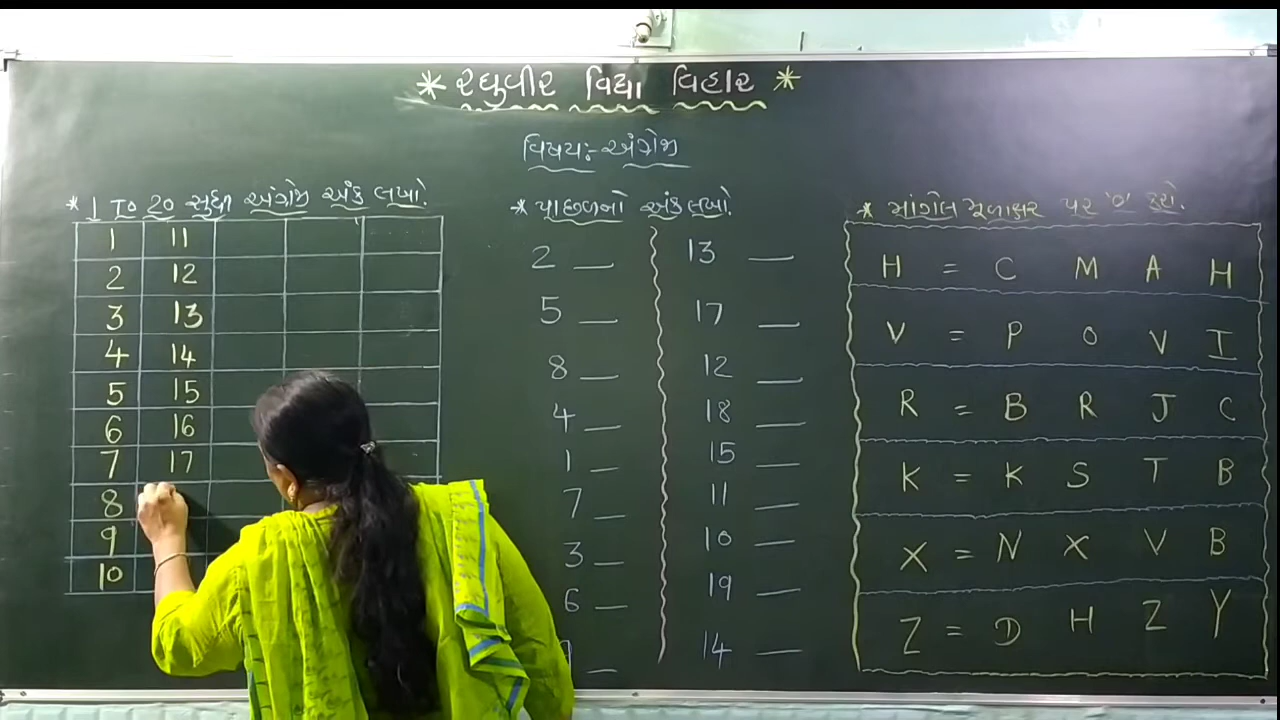 * રઘુવીર વિદ્યા વિહાર *
વિષય:- અંગ્રેજી
* 1 To 20 સુધી અંગ્રેજી અંક લખો.
1 11
2 12
3 13
4 14
5 15
6 16
7 17
8
9
10
* પાછળનો અંક લખો.
2 __ 13 __
5 __ 17 __
8 __ 12 __
4 __ 18 __
1 __ 15 __
7 __ 11 __
3 __ 10 __
6 __ 19 __
__ 14 __
* માંગેલ મૂળાક્ષર પર '૦' કરો.
H = C M A H
V = P O V I
R = B R J C
K = K S T B
X = N X V B
Z = D H Z Y